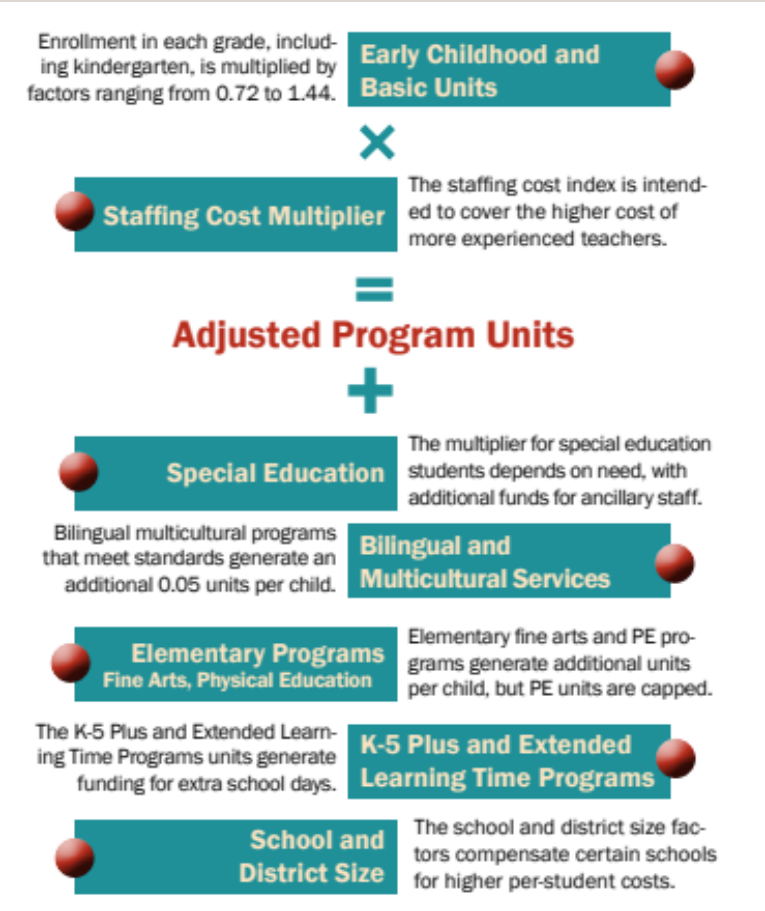 Enrollment in each grade, includ-
ing kindergarten, is multiplied by
factors ranging from 0.72 to 1.44.
Early Childhood and
Basic Units
×
Staffing Cost Multiplier
The staffing cost index is intend-
ed to cover the higher cost of
more experienced teachers.
=
Adjusted Program Units
+
Special Education
The multiplier for special education
students depends on need, with
additional funds for ancillary staff.
Bilingual multicultural programs
that meet standards generate an
additional 0.05 units per child.
Bilingual and
Multicultural Services
Elementary Programs
Fine Arts, Physical Education
Elementary fine arts and PE pro-
grams generate additional units
per child, but PE units are capped.
The K-5 Plus and Extended Learn-
ing Time Programs units generate
funding for extra school days.
K-5 Plus and Extended
Learning Time Programs
School and
District Size
The school and district size fac-
tors compensate certain schools
for higher per-student costs.